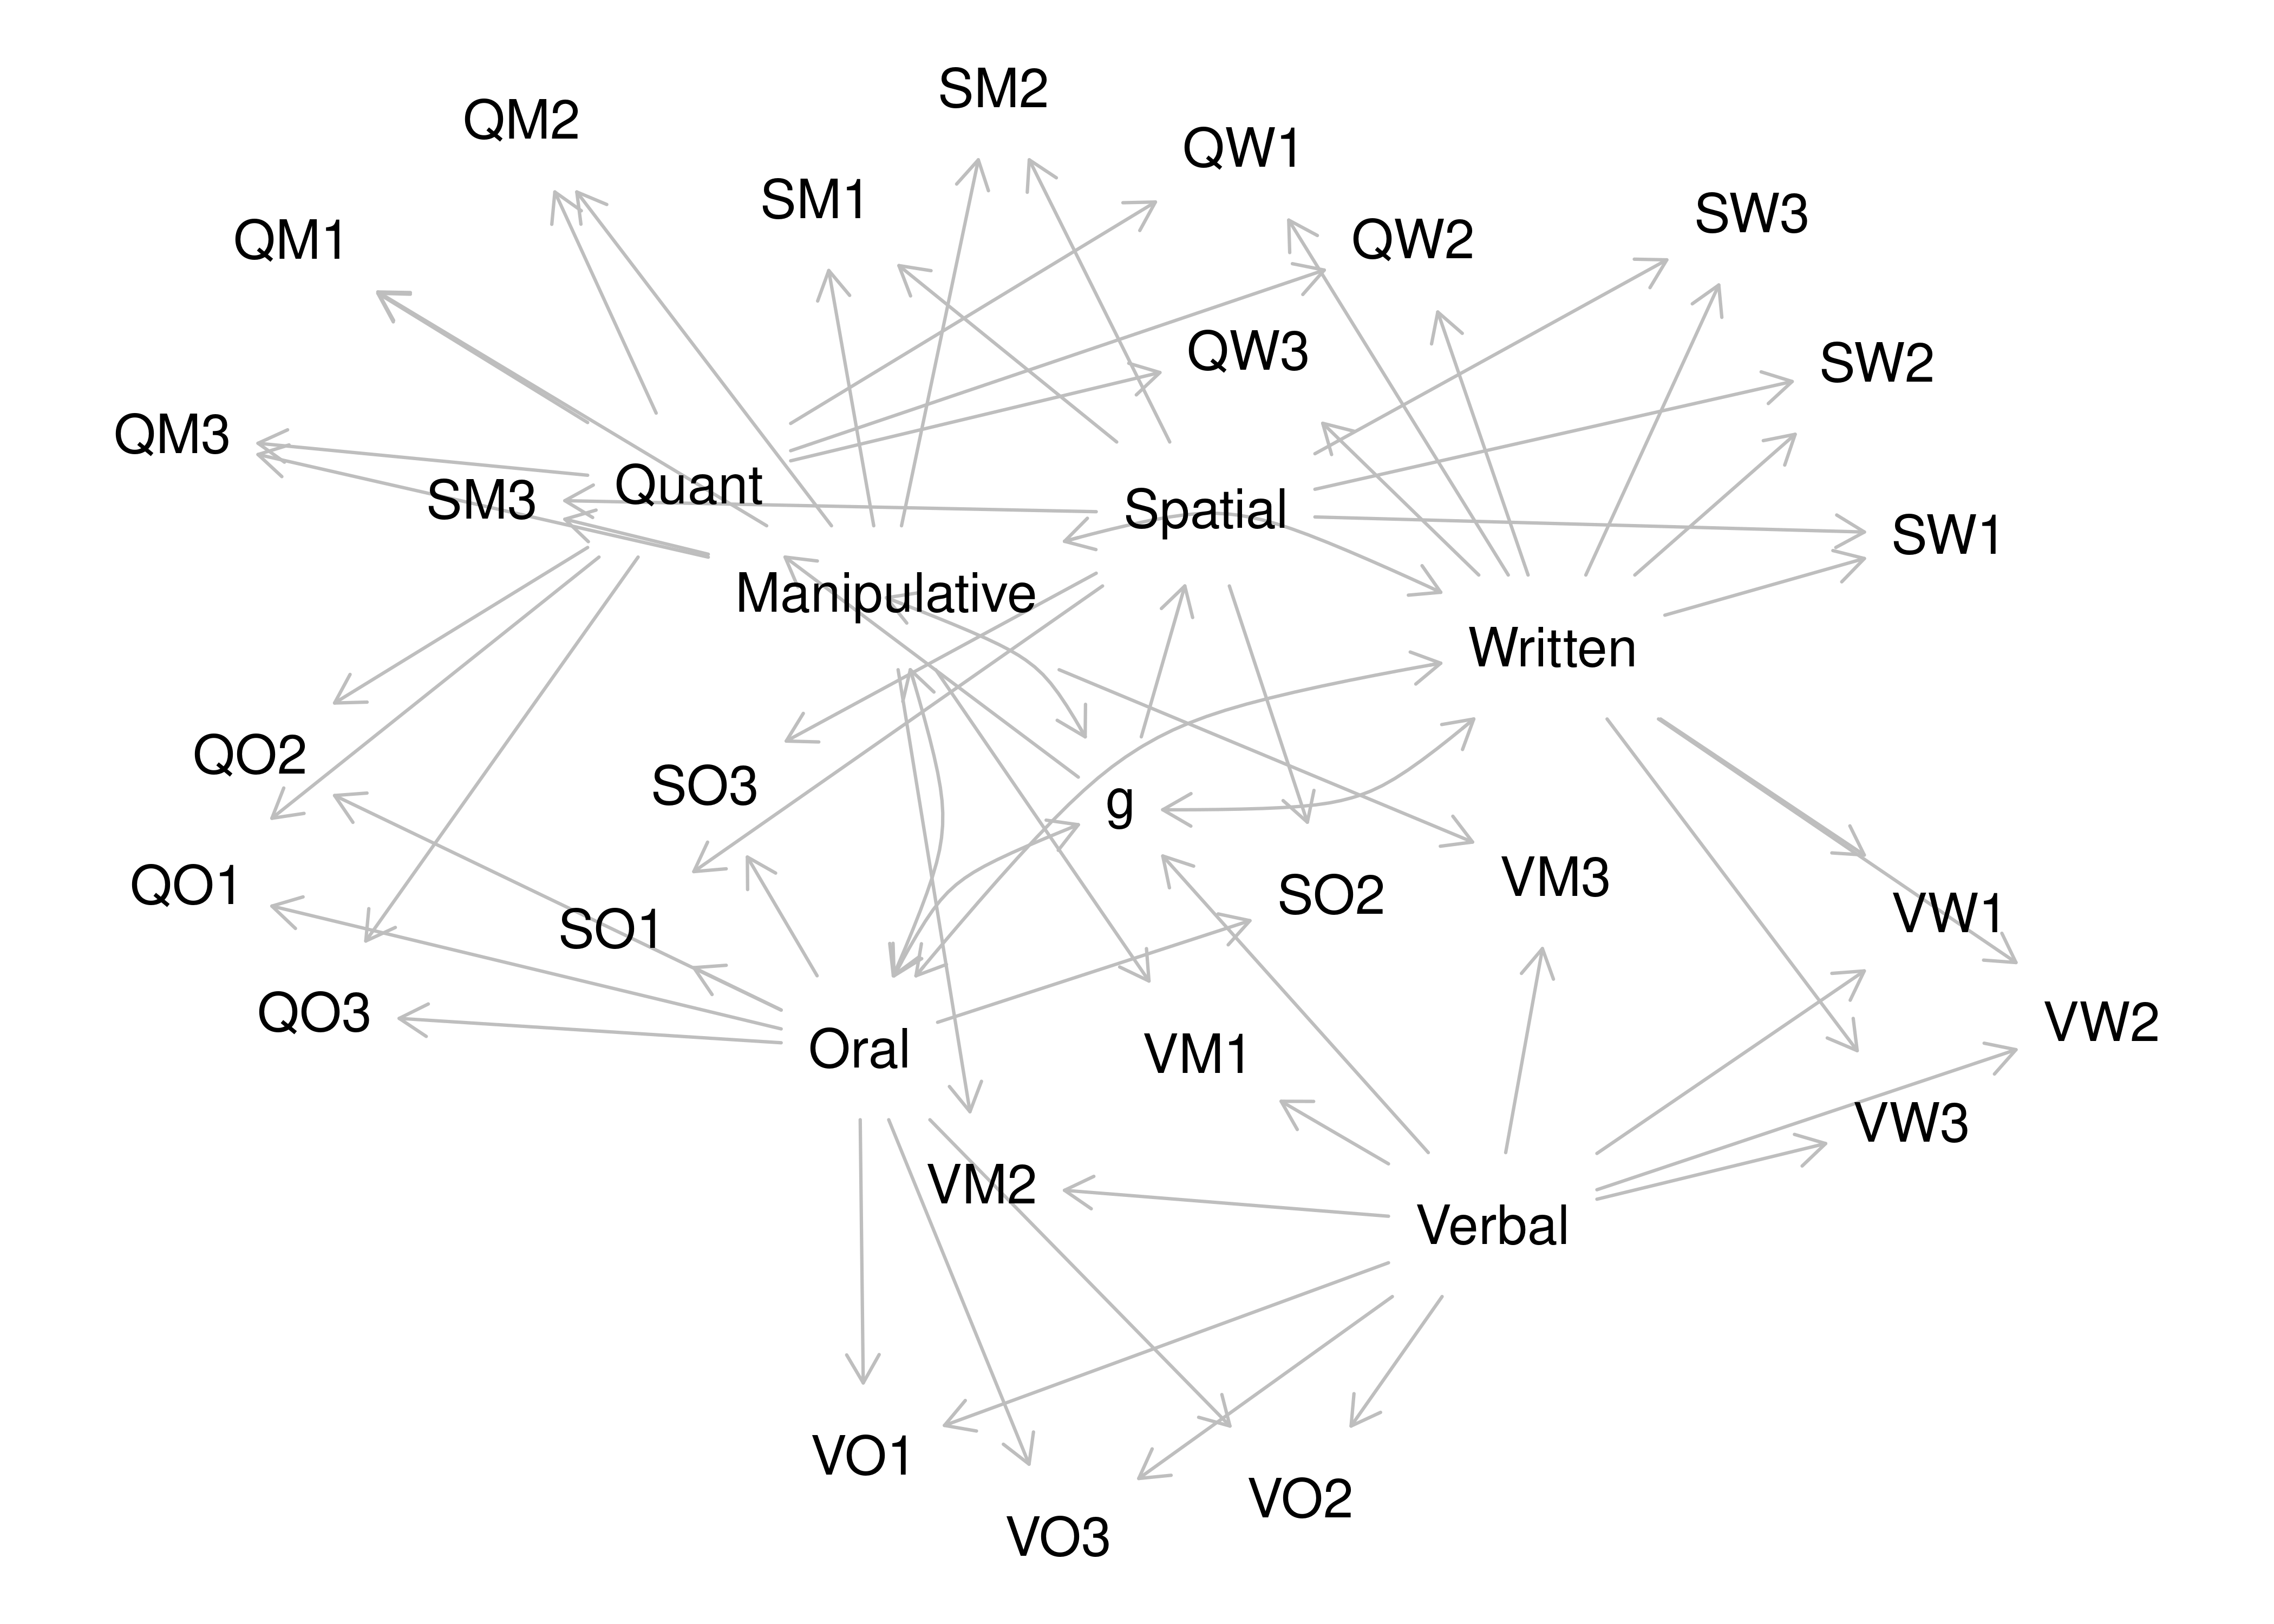 SM2
QM2
QW1
SM1
SW3
QM1
QW2
QW3
SW2
QM3
Quant
SM3
Spatial
SW1
Manipulative
Written
QO2
SO3
g
VM3
QO1
SO2
VW1
SO1
QO3
VW2
Oral
VM1
VW3
VM2
Verbal
VO1
VO2
VO3